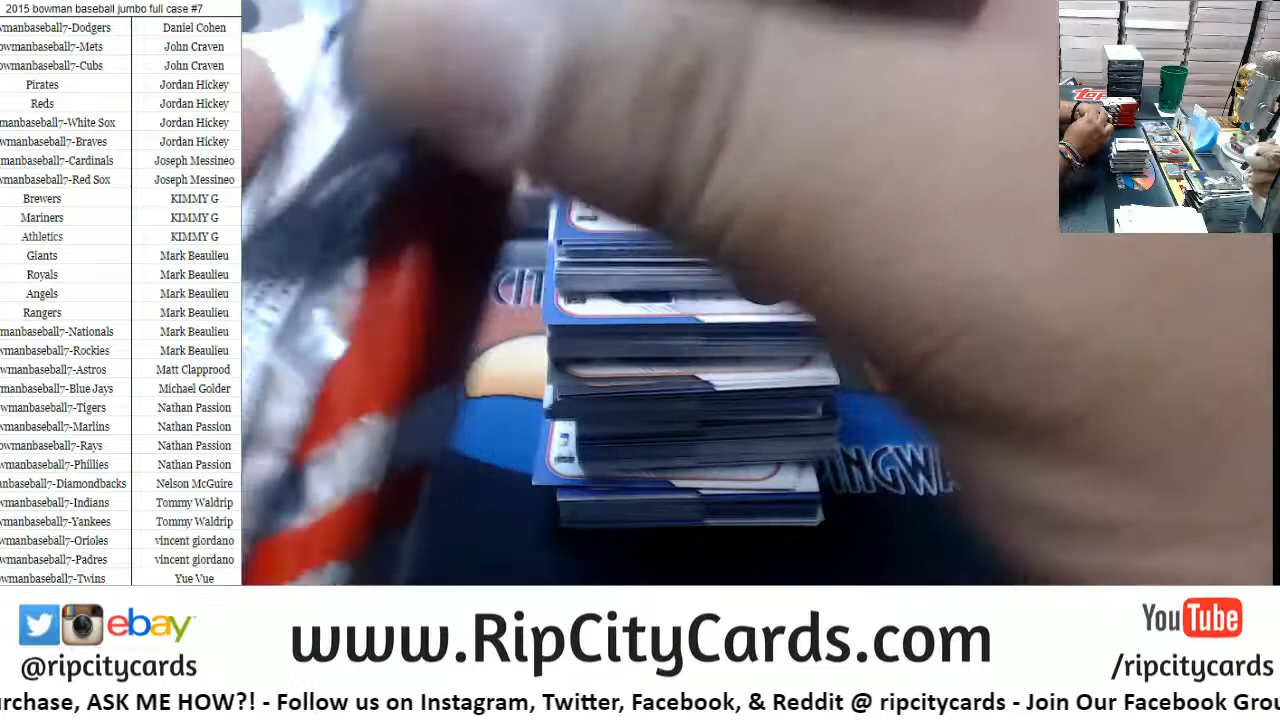 2015 bowman baseball jumbo full case #7
wmanbaseball7-Dodgers Daniel Cohen
owmanbaseball7-Mets John Craven
owmanbaseball7-Cubs John Craven
Pirates Jordan Hickey
Reds Jordan Hickey
manbaseball7-White Sox Jordan Hickey
wmanbaseball7-Braves Jordan Hickey
manbaseball7-Cardinals Joseph Messineo
manbaseball7-Red Sox Joseph Messineo
Brewers KIMMY G
Mariners KIMMY G
Athletics KIMMY G
Giants Mark Beaulieu
Royals Mark Beaulieu
Angels Mark Beaulieu
Rangers Mark Beaulieu
manbaseball7-Nationals Mark Beaulieu
wmanbaseball7-Rockies Mark Beaulieu
wmanbaseball7-Astros Matt Clapprood
manbaseball7-Blue Jays Michael Golder
wmanbaseball7-Tigers Nathan Passion
wmanbaseball7-Marlins Nathan Passion
owmanbaseball7-Rays Nathan Passion
wmanbaseball7-Phillies Nathan Passion
anbaseball7-Diamondbacks Nelson McGuire
wmanbaseball7-Indians Tommy Waldrip
wmanbaseball7-Yankees Tommy Waldrip
wmanbaseball7-Orioles vincent giordano
wmanbaseball7-Padres vincent giordano
wmanbaseball7-Twins Yue Vue
INGWA
ebay
@ripcitycards
www.RipCityCards.com
YouTube
/ripcitycards
urchase, ASK ME HOW?! - Follow us on Instagram, Twitter, Facebook, & Reddit @ ripcitycards - Join Our Facebook Grou